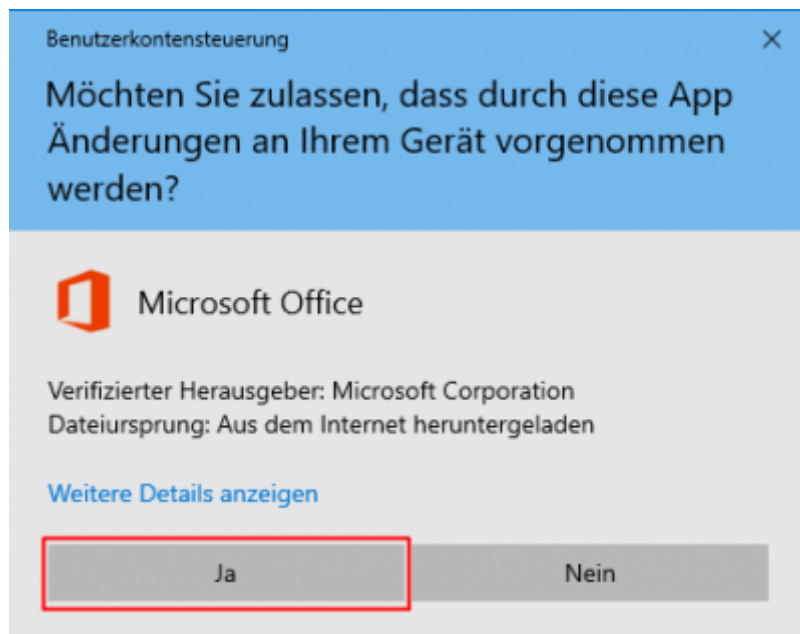 Benutzerkontensteuerung
Möchten Sie zulassen, dass durch diese App
Änderungen an Ihrem Gerät vorgenommen
werden?
Microsoft Office
Verifizierter Herausgeber: Microsoft Corporation
Dateiursprung: Aus dem Internet heruntergeladen
Weitere Details anzeigen
Ja Nein